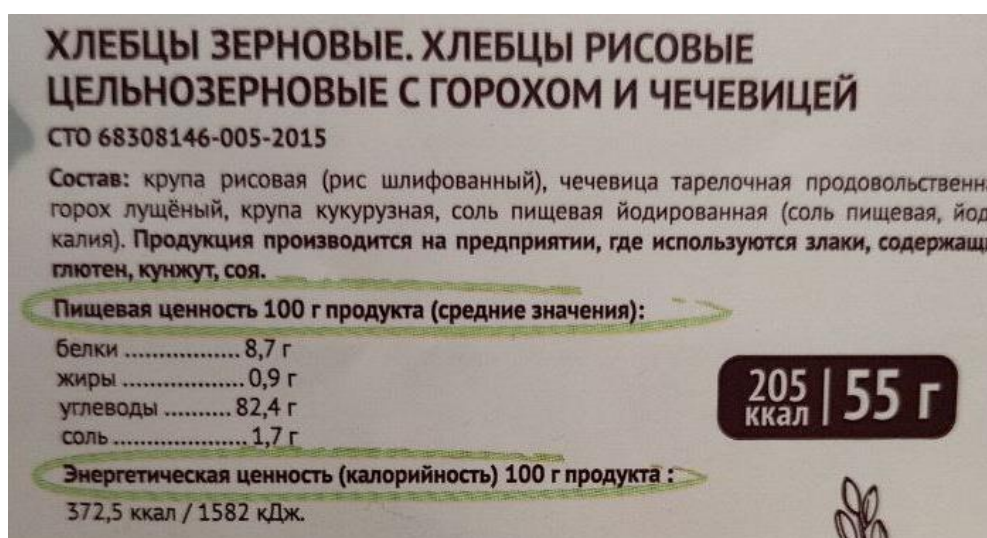 ХЛЕБЦЫ ЗЕРНОВЫЕ. ХЛЕБЦЫ РИСОВЫЕ
ЦЕЛЬНОЗЕРНОВЫЕ С ГОРОХОМ И ЧЕЧЕВИЦЕЙ
СТО 68308146-005-2015
Состав: крупа рисовая (рис шлифованный), чечевица тарелочная продовольственн
горох лущёный, крупа кукурузная, соль пищевая йодированная (соль пищевая, йод
калия). Продукция производится на предприятии, где используются злаки, содержащи
глютен, кунжут, соя.
Пищевая ценность 100 г продукта (средние значения):
белки ................. 8,7 г
жиры .................. 0,9 г
углеводы .......... 82,4 г
соль .................... 1,7 г
205 ккал | 55 г
Энергетическая ценность (калорийность) 100 г продукта :
372,5 ккал / 1582 кДж.